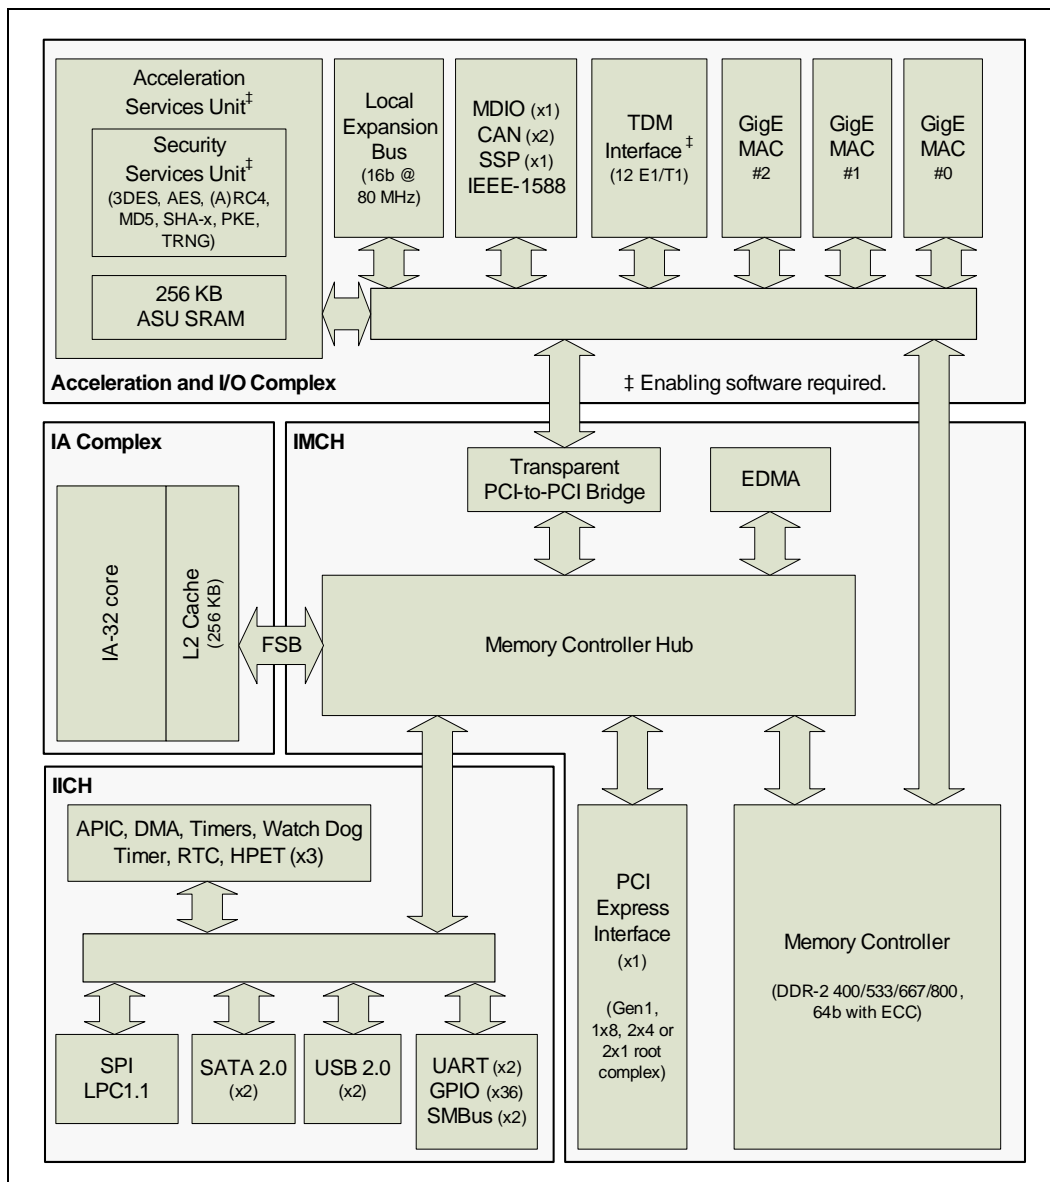 Acceleration
Services Unit‡
Security
Services Unit‡
(3DES, AES, (A)RC4,
MD5, SHA-x, PKE,
TRNG)
256 KB
ASU SRAM
Local
Expansion
Bus
(16b @
80 MHz)
MDIO (x1)
CAN (x2)
SSP (x1)
IEEE-1588
TDM
Interface‡
(12 E1/T1)
GigE
MAC
#2
GigE
MAC
#1
GigE
MAC
#0
Acceleration and I/O Complex
‡ Enabling software required.
IA Complex
IA-32 core
L2 Cache
(256 KB)
FSB
IMCH
Transparent
PCI-to-PCI Bridge
EDMA
Memory Controller Hub
IICH
APIC, DMA, Timers, Watch Dog
Timer, RTC, HPET (x3)
SPI
LPC1.1
SATA 2.0
(x2)
USB 2.0
(x2)
UART (x2)
GPIO (x36)
SMBus (x2)
PCI
Express
Interface
(x1)
(Gen1,
1x8, 2x4 or
2x1 root
complex)
Memory Controller
(DDR-2 400/533/667/800,
64b with ECC)